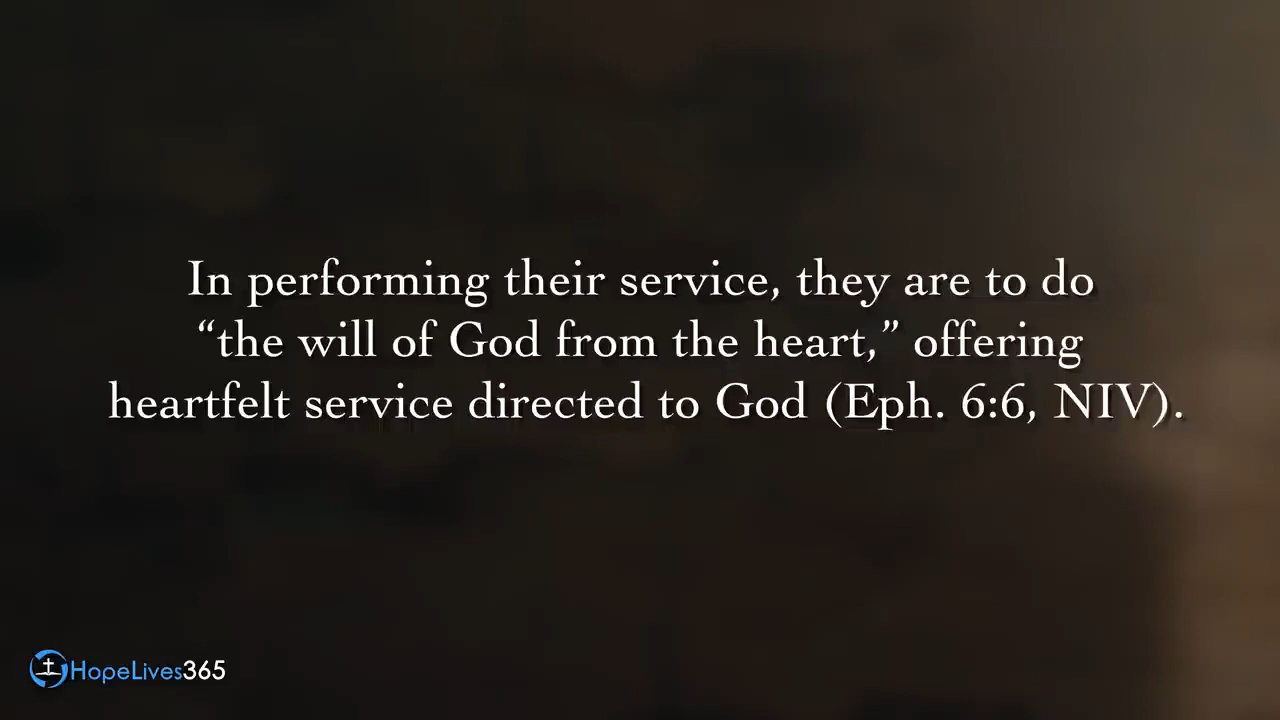 In performing their service, they are to do
“the will of God from the heart,” offering
heartfelt service directed to God (Eph. 6:6, NIV).
HopeLives365